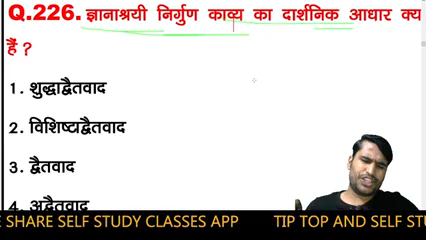 Q.226. ज्ञानाश्रयी निर्गुण काव्य का दार्शनिक आधार क्य
हैं ?
1. शुद्धाद्वैतवाद
2. विशिष्टाद्वैतवाद
3. द्वैतवाद
4. अद्वैतवाद
E SHARE SELF STUDY CLASSES APP TIP TOP AND SELF STU